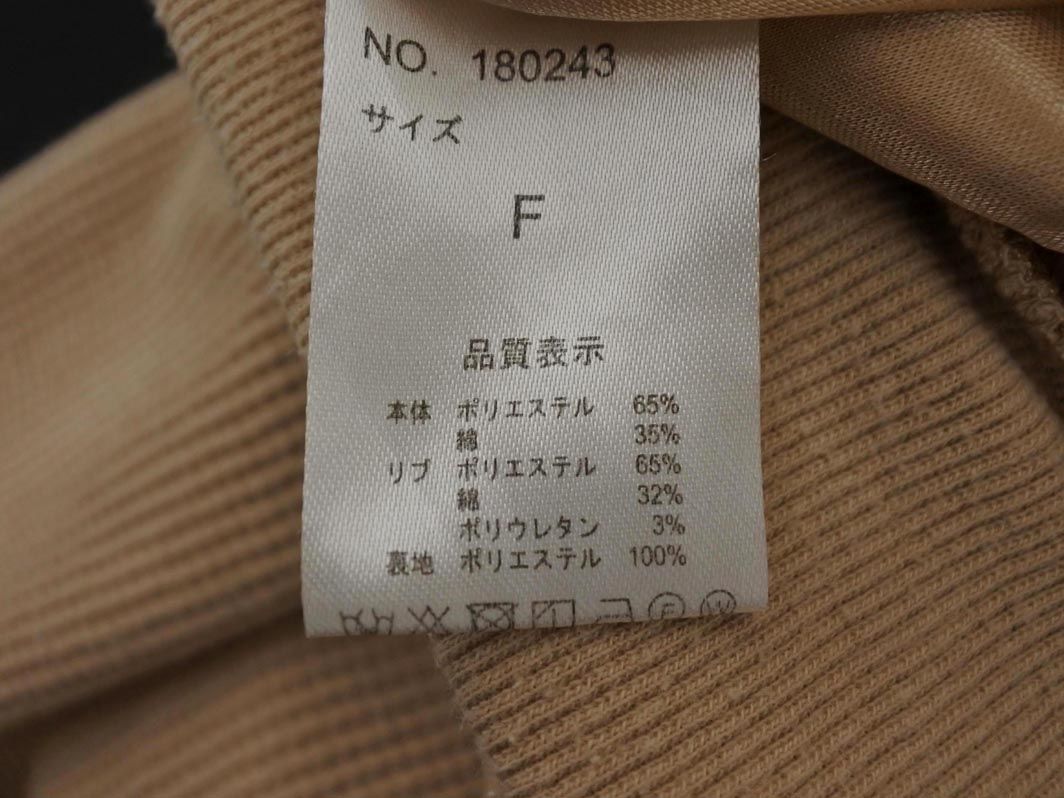 NO. 180243
サイズ
F
品質表示
本体 ポリエステル 65%
綿 35%
リブ ポリエステル 65%
綿 32%
ポリウレタン 3%
裏地 ポリエステル 100%
F W